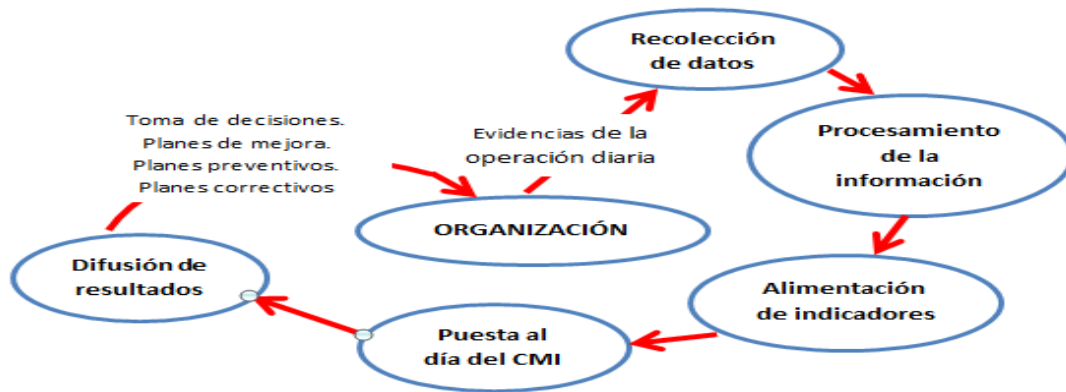 Recolección
de datos
Toma de decisiones.
Planes de mejora.
Planes preventivos.
Planes correctivos
Evidencias de la
operación diaria
Procesamiento
de la
información
ORGANIZACIÓN
Difusión de
resultados
Alimentación
de indicadores
Puesta al
día del CMI